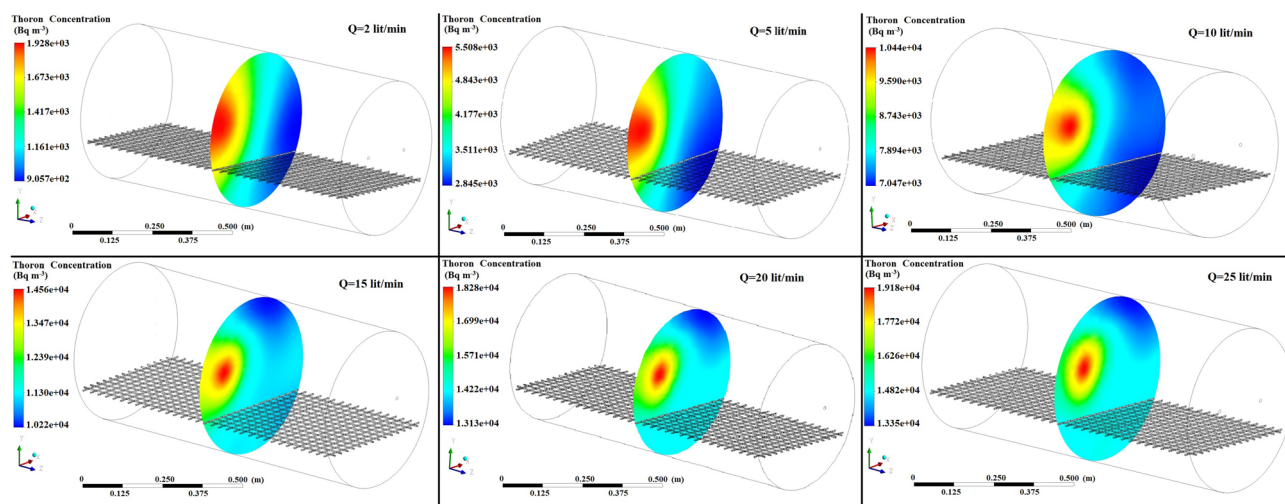 Thoron Concentration
(Bq m⁻³)
Q=2 lit/min
1.928e+03
1.673e+03
1.417e+03
1.161e+03
9.057e+02
Y
X
Z
0 0.250 0.500 (m)
0.125 0.375
Thoron Concentration
(Bq m⁻³)
Q=5 lit/min
5.508e+03
4.843e+03
4.177e+03
3.511e+03
2.845e+03
Y
X
Z
0 0.250 0.500 (m)
0.125 0.375
Thoron Concentration
(Bq m⁻³)
Q=10 lit/min
1.044e+04
9.590e+03
8.743e+03
7.894e+03
7.047e+03
Y
X
Z
0 0.250 0.500 (m)
0.125 0.375
Thoron Concentration
(Bq m⁻³)
Q=15 lit/min
1.456e+04
1.347e+04
1.239e+04
1.130e+04
1.022e+04
Y
X
Z
0 0.250 0.500 (m)
0.125 0.375
Thoron Concentration
(Bq m⁻³)
Q=20 lit/min
1.828e+04
1.699e+04
1.571e+04
1.422e+04
1.313e+04
Y
X
Z
0 0.250 0.500 (m)
0.125 0.375
Thoron Concentration
(Bq m⁻³)
Q=25 lit/min
1.918e+04
1.772e+04
1.626e+04
1.482e+04
1.335e+04
Y
X
Z
0 0.250 0.500 (m)
0.125 0.375